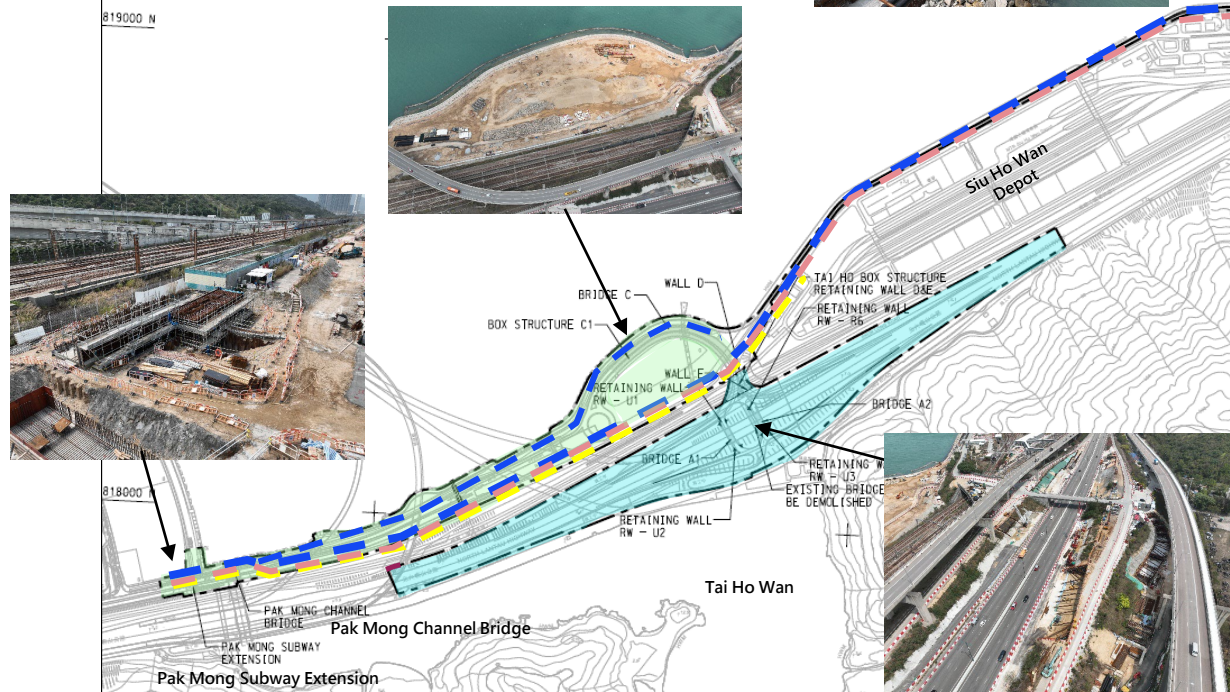 819000 N
Siu Ho Wan
Depot
TAI HO BOX STRUCTURE
RETAINING WALL D&E
WALL D
RETAINING WALL
RW - R6
BRIDGE C
BOX STRUCTURE C1
WALL E
RETAINING WALL
RW - U1
BRIDGE A2
BRIDGE A1
RETAINING W
RW - U3
EXISTING BRIDGE
BE DEMOLISHED
818000 N
RETAINING WALL
RW - U2
Tai Ho Wan
PAK MONG CHANNEL
BRIDGE
Pak Mong Channel Bridge
PAK MONG SUBWAY
EXTENSION
Pak Mong Subway Extension